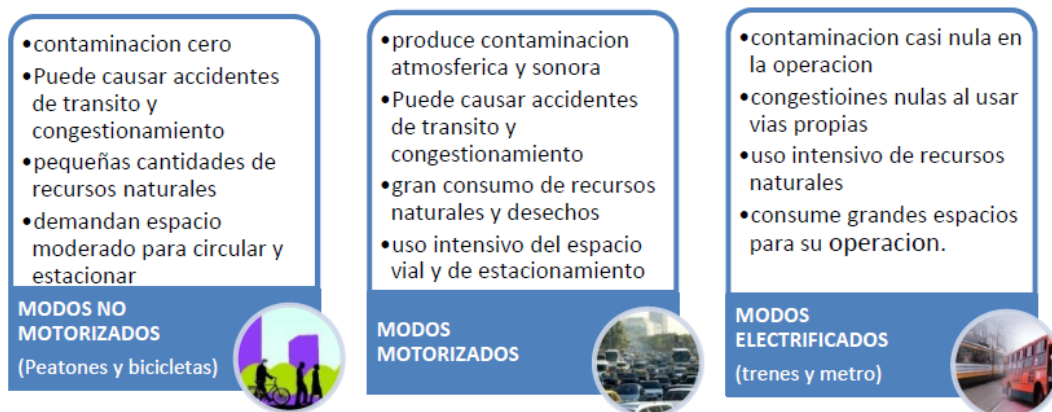 •contaminacion cero
•Puede causar accidentes
de transito y
congestionamiento
•pequeñas cantidades de
recursos naturales
•demandan espacio
moderado para circular y
estacionar
MODOS NO
MOTORIZADOS
(Peatones y bicicletas)
•produce contaminacion
atmosferica y sonora
•Puede causar accidentes
de transito y
congestionamiento
•gran consumo de recursos
naturales y desechos
•uso intensivo del espacio
vial y de estacionamiento
MODOS
MOTORIZADOS
•contaminacion casi nula en
la operacion
•congestioines nulas al usar
vias propias
•uso intensivo de recursos
naturales
•consume grandes espacios
para su operacion.
MODOS
ELECTRIFICADOS
(trenes y metro)